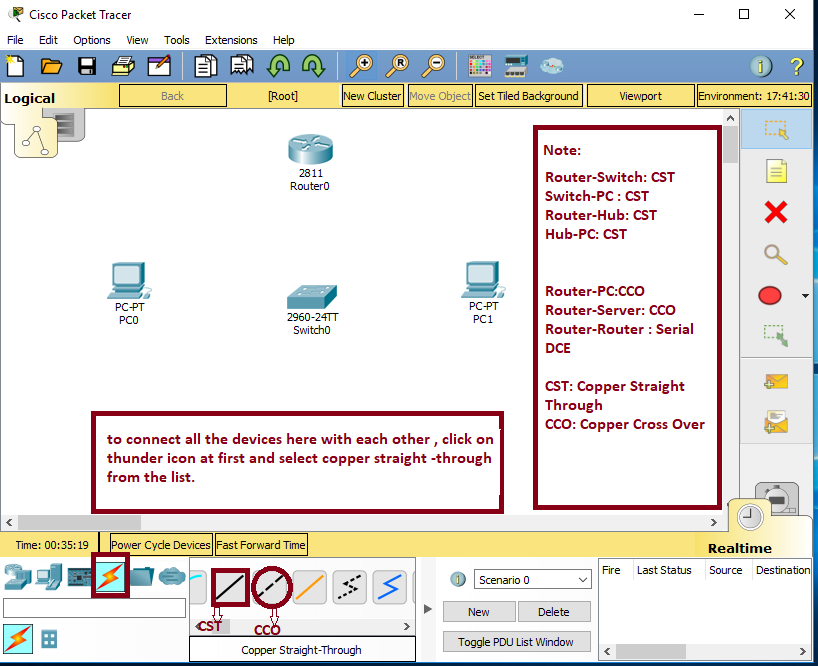 Cisco Packet Tracer
File Edit Options View Tools Extensions Help
Logical
Back
[Root]
New Cluster
Move Object
Set Tiled Background
Viewport
Environment: 17:41:30
2811
Router0
PC-PT
PC0
2960-24TT
Switch0
PC-PT
PC1
Note:
Router-Switch: CST
Switch-PC : CST
Router-Hub: CST
Hub-PC: CST
Router-PC:CCO
Router-Server: CCO
Router-Router : Serial
DCE
CST: Copper Straight
Through
CCO: Copper Cross Over
to connect all the devices here with each other , click on
thunder icon at first and select copper straight -through
from the list.
Time: 00:35:19
Power Cycle Devices
Fast Forward Time
Realtime
CST
CCO
Copper Straight-Through
Scenario 0
New
Delete
Toggle PDU List Window
Fire Last Status Source Destination